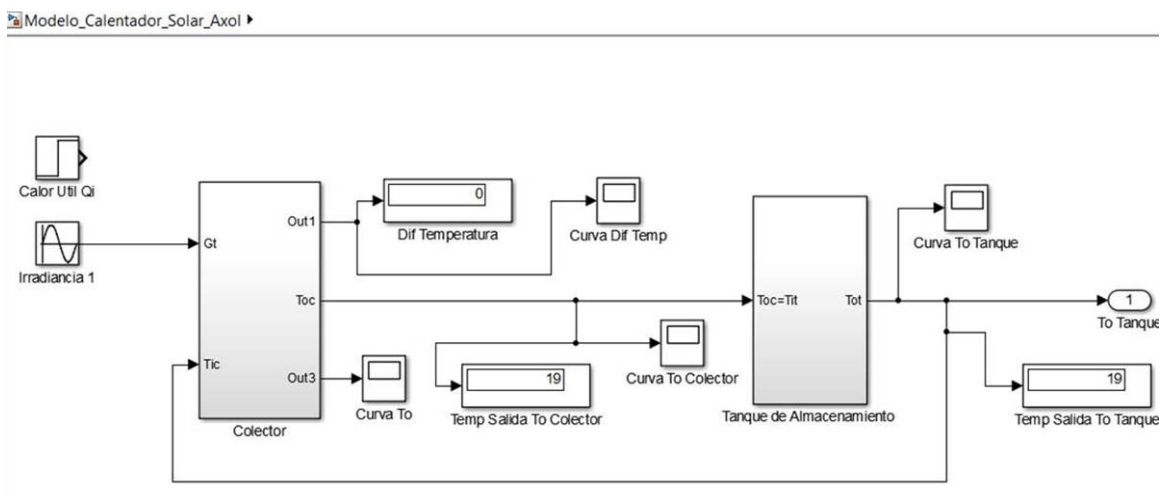 Modelo_Calentador_Solar_Axol
Calor Util Qi
Irradiancia 1
Gt
Tic
Out1
Toc
Out3
Colector
0
Dif Temperatura
Curva Dif Temp
Curva To
19
Temp Salida To Colector
Curva To Colector
Toc=Tit
Tot
Tanque de Almacenamiento
Curva To Tanque
1
To Tanque
19
Temp Salida To Tanque